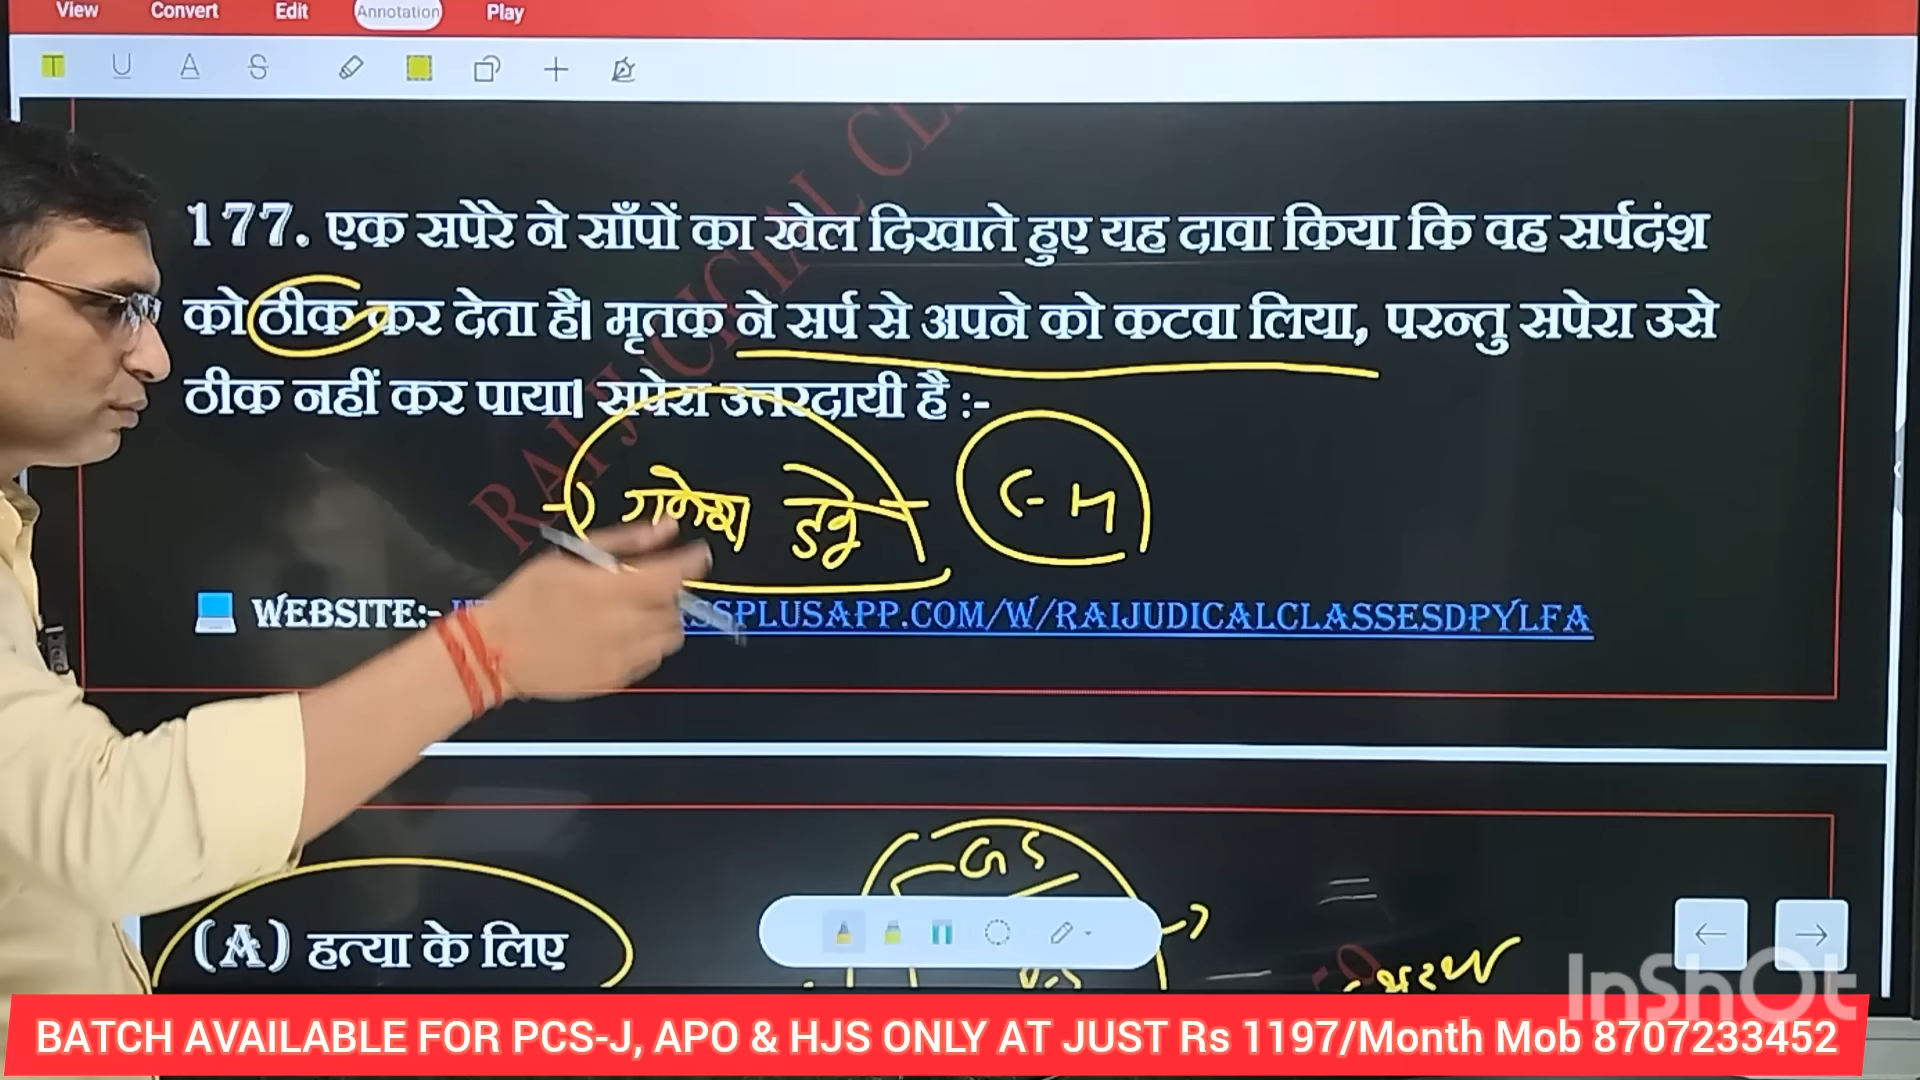 View Convert Edit Annotation Play
177. एक सपेरे ने साँपों का खेल दिखाते हुए यह दावा किया कि वह सर्पदंश
को ठीक कर देता है। मृतक ने सर्प से अपने को कटवा लिया, परन्तु सपेरा उसे
ठीक नहीं कर पाया। सपेरा उत्तरदायी है :-
गणेश डूबे
C-H
WEBSITE:- SSPLUSAPP.COM/W/RAIJUDICALCLASSESDPYLFA
GS
(A) हत्या के लिए
InShOt
BATCH AVAILABLE FOR PCS-J, APO & HJS ONLY AT JUST Rs 1197/Month Mob 8707233452